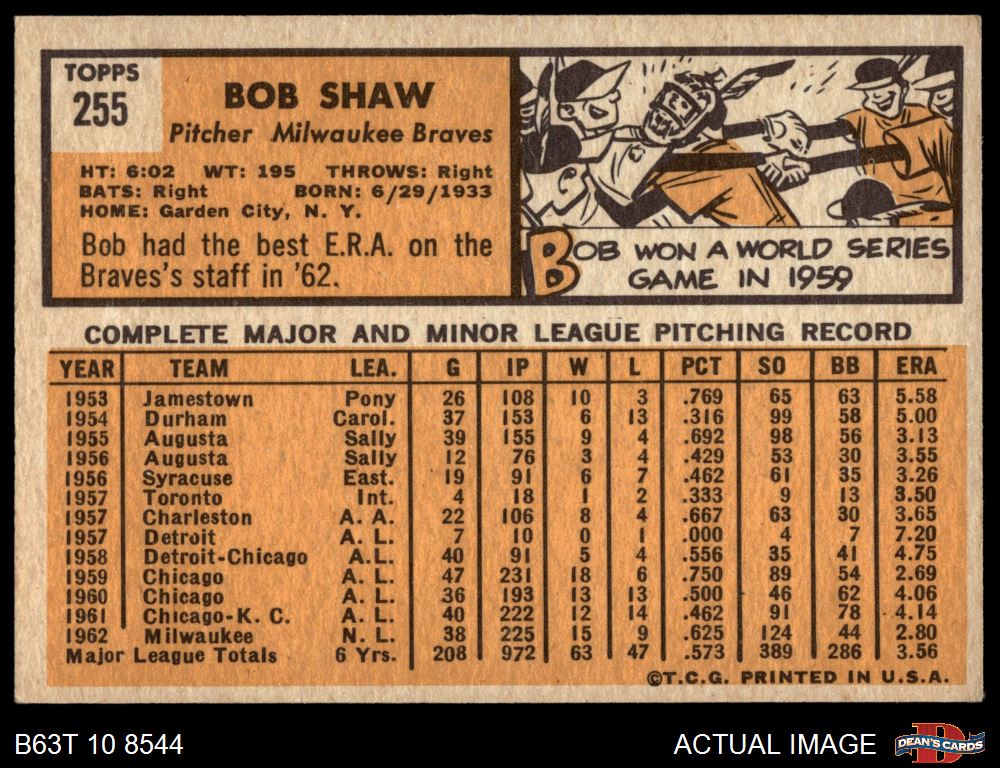 TOPPS
255
BOB SHAW
Pitcher Milwaukee Braves
HT: 6:02 WT: 195 THROWS: Right
BATS: Right BORN: 6/29/1933
HOME: Garden City, N. Y.
Bob had the best E.R.A. on the
Braves's staff in '62.
BOB WON A WORLD SERIES
GAME IN 1959
COMPLETE MAJOR AND MINOR LEAGUE PITCHING RECORD
YEAR TEAM LEA. G IP W L PCT SO BB ERA
1953 Jamestown Pony 26 108 10 3 .769 65 63 5.58
1954 Durham Carol. 37 153 6 13 .316 99 58 5.00
1955 Augusta Sally 39 155 9 4 .692 98 56 3.13
1956 Augusta Sally 12 76 3 4 .429 53 30 3.55
1956 Syracuse East. 19 91 6 7 .462 61 35 3.26
1957 Toronto Int. 4 18 1 2 .333 9 13 3.50
1957 Charleston A. A. 22 106 8 4 .667 63 30 3.65
1957 Detroit A. L. 7 10 0 1 .000 4 7 7.20
1958 Detroit-Chicago A.L. 40 91 5 4 .556 35 41 4.75
1959 Chicago A. L. 47 231 18 6 .750 89 54 2.69
1960 Chicago A. L. 36 193 13 13 .500 46 62 4.06
1961 Chicago-K. C. A. L. 40 222 12 14 .462 91 78 4.14
1962 Milwaukee N. L. 38 225 15 9 .625 124 44 2.80
Major League Totals 6 Yrs. 208 972 63 47 .573 389 286 3.56
©T.C.G. PRINTED IN U.S.A.
B63T 10 8544
ACTUAL IMAGE
D
DEAN'S CARDS